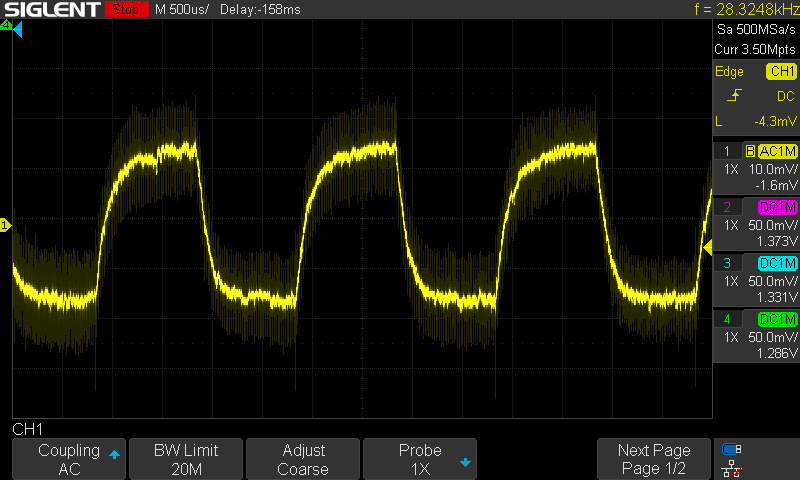 SIGLENT Stop M 500us/ Delay:-158ms f = 28.3248kHz
Sa 500MSa/s
Curr 3.50Mpts
Edge CH1
DC
L -4.3mV
1 B AC1M
1X 10.0mV/
-1.6mV
2 DC1M
1X 50.0mV/
1.373V
3 DC1M
1X 50.0mV/
1.331V
4 DC1M
1X 50.0mV/
1.286V
4
1
CH1
Coupling BW Limit Adjust Probe Next Page
AC 20M Coarse 1X Page 1/2